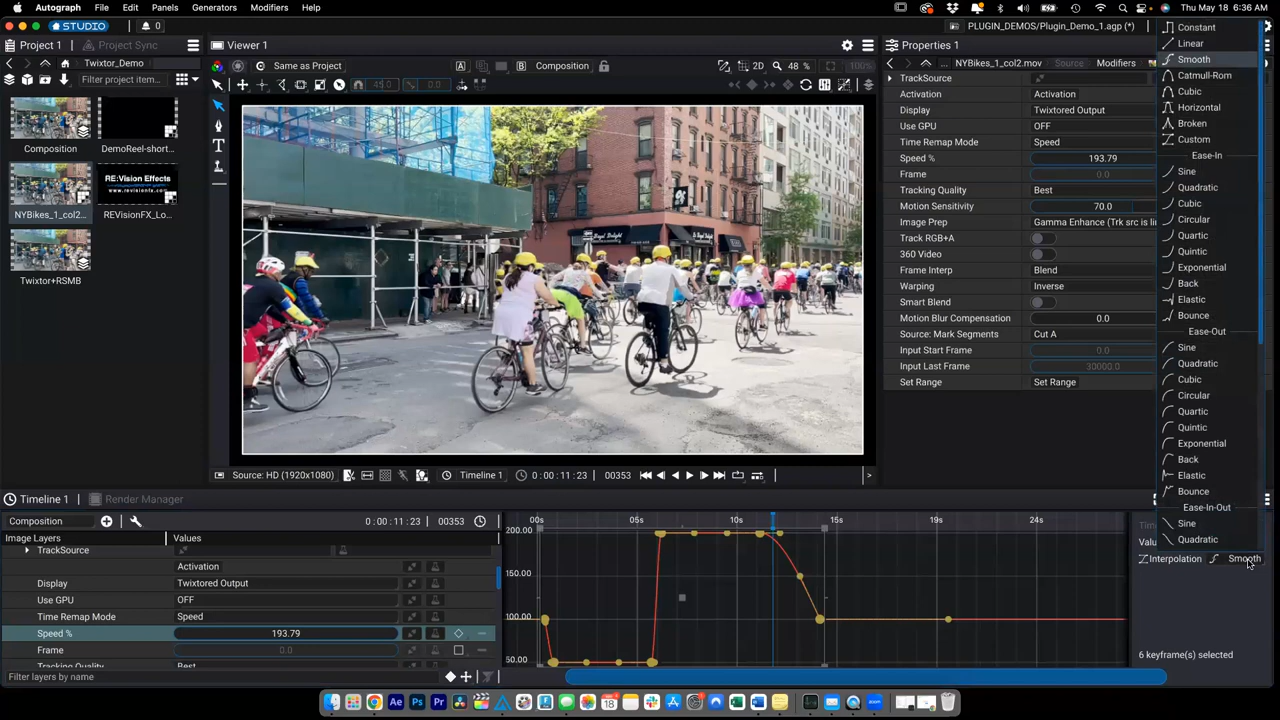 Autograph File Edit Panels Generators Modifiers Help
Thu May 18 6:36 AM
STUDIO 0
PLUGIN_DEMOS/Plugin_Demo_1.agp (*)
Project 1 Project Sync
Viewer 1
Properties 1
Twixtor_Demo
Same as Project A B Composition 2D 48 % 100%
NYBikes_1_col2.mov Source Modifiers
Filter project item...
45.0 0.0
Composition DemoReel-short...
NYBikes_1_col2... REVisionFX_Lo...
RE:Vision Effects
www.revisionfx.com
Twixtor+RSMB
TrackSource
Activation Activation
Display Twixtored Output
Use GPU OFF
Time Remap Mode Speed
Speed % 193.79
Frame 0.0
Tracking Quality Best
Motion Sensitivity 70.0
Image Prep Gamma Enhance (Trk src is li
Track RGB+A
360 Video
Frame Interp Blend
Warping Inverse
Smart Blend
Motion Blur Compensation 0.0
Source: Mark Segments Cut A
Input Start Frame 0.0
Input Last Frame 30000.0
Set Range Set Range
Constant
Linear
Smooth
Catmull-Rom
Cubic
Horizontal
Broken
Custom
Ease-In
Sine
Quadratic
Cubic
Circular
Quartic
Quintic
Exponential
Back
Elastic
Bounce
Ease-Out
Sine
Quadratic
Cubic
Circular
Quartic
Quintic
Exponential
Back
Elastic
Bounce
Ease-In-Out
Sine
Quadratic
Source: HD (1920x1080) Timeline 1 0:00:11:23 00353
Timeline 1 Render Manager
Composition 0:00:11:23 00353
Image Layers Values
TrackSource
Activation
Display Twixtored Output
Use GPU OFF
Time Remap Mode Speed
Speed % 193.79
Frame 0.0
Tracking Quality Best
Filter layers by name
00s 05s 10s 15s 19s 24s
200.00
150.00
100.00
50.00
Interpolation Smooth
6 keyframe(s) selected